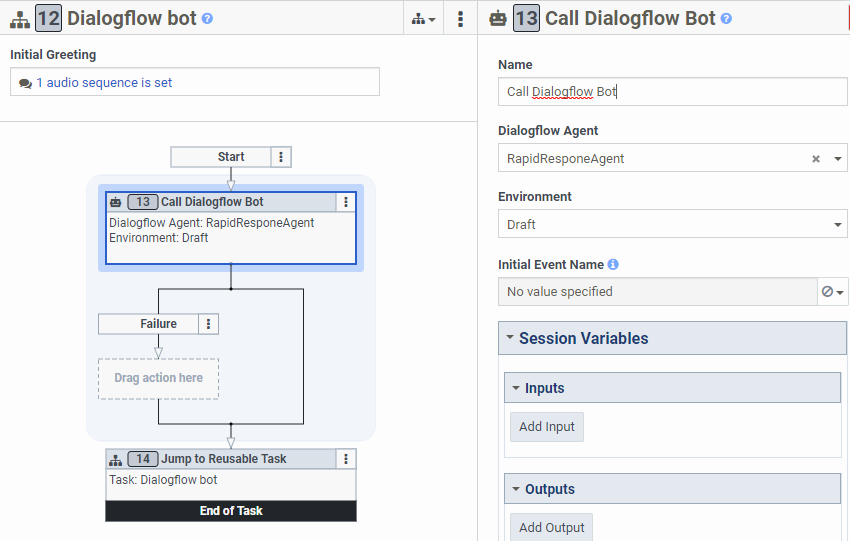 12 Dialogflow bot ?
Initial Greeting
1 audio sequence is set
Start
13 Call Dialogflow Bot
Dialogflow Agent: RapidResponeAgent
Environment: Draft
Failure
Drag action here
14 Jump to Reusable Task
Task: Dialogflow bot
End of Task
13 Call Dialogflow Bot ?
Name
Call Dialogflow Bot
Dialogflow Agent
RapidResponeAgent
Environment
Draft
Initial Event Name
No value specified
Session Variables
Inputs
Add Input
Outputs
Add Output